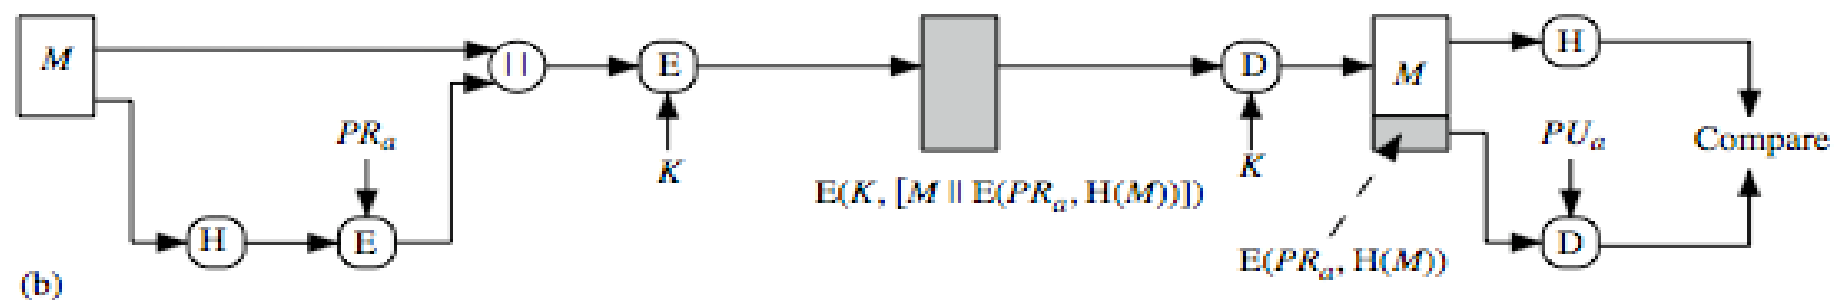 M
||
E
D
M
H
K
K
PRₐ
PUₐ
Compare
E(K, [M || E(PRₐ, H(M))])
H
E
D
E(PRₐ, H(M))
(b)